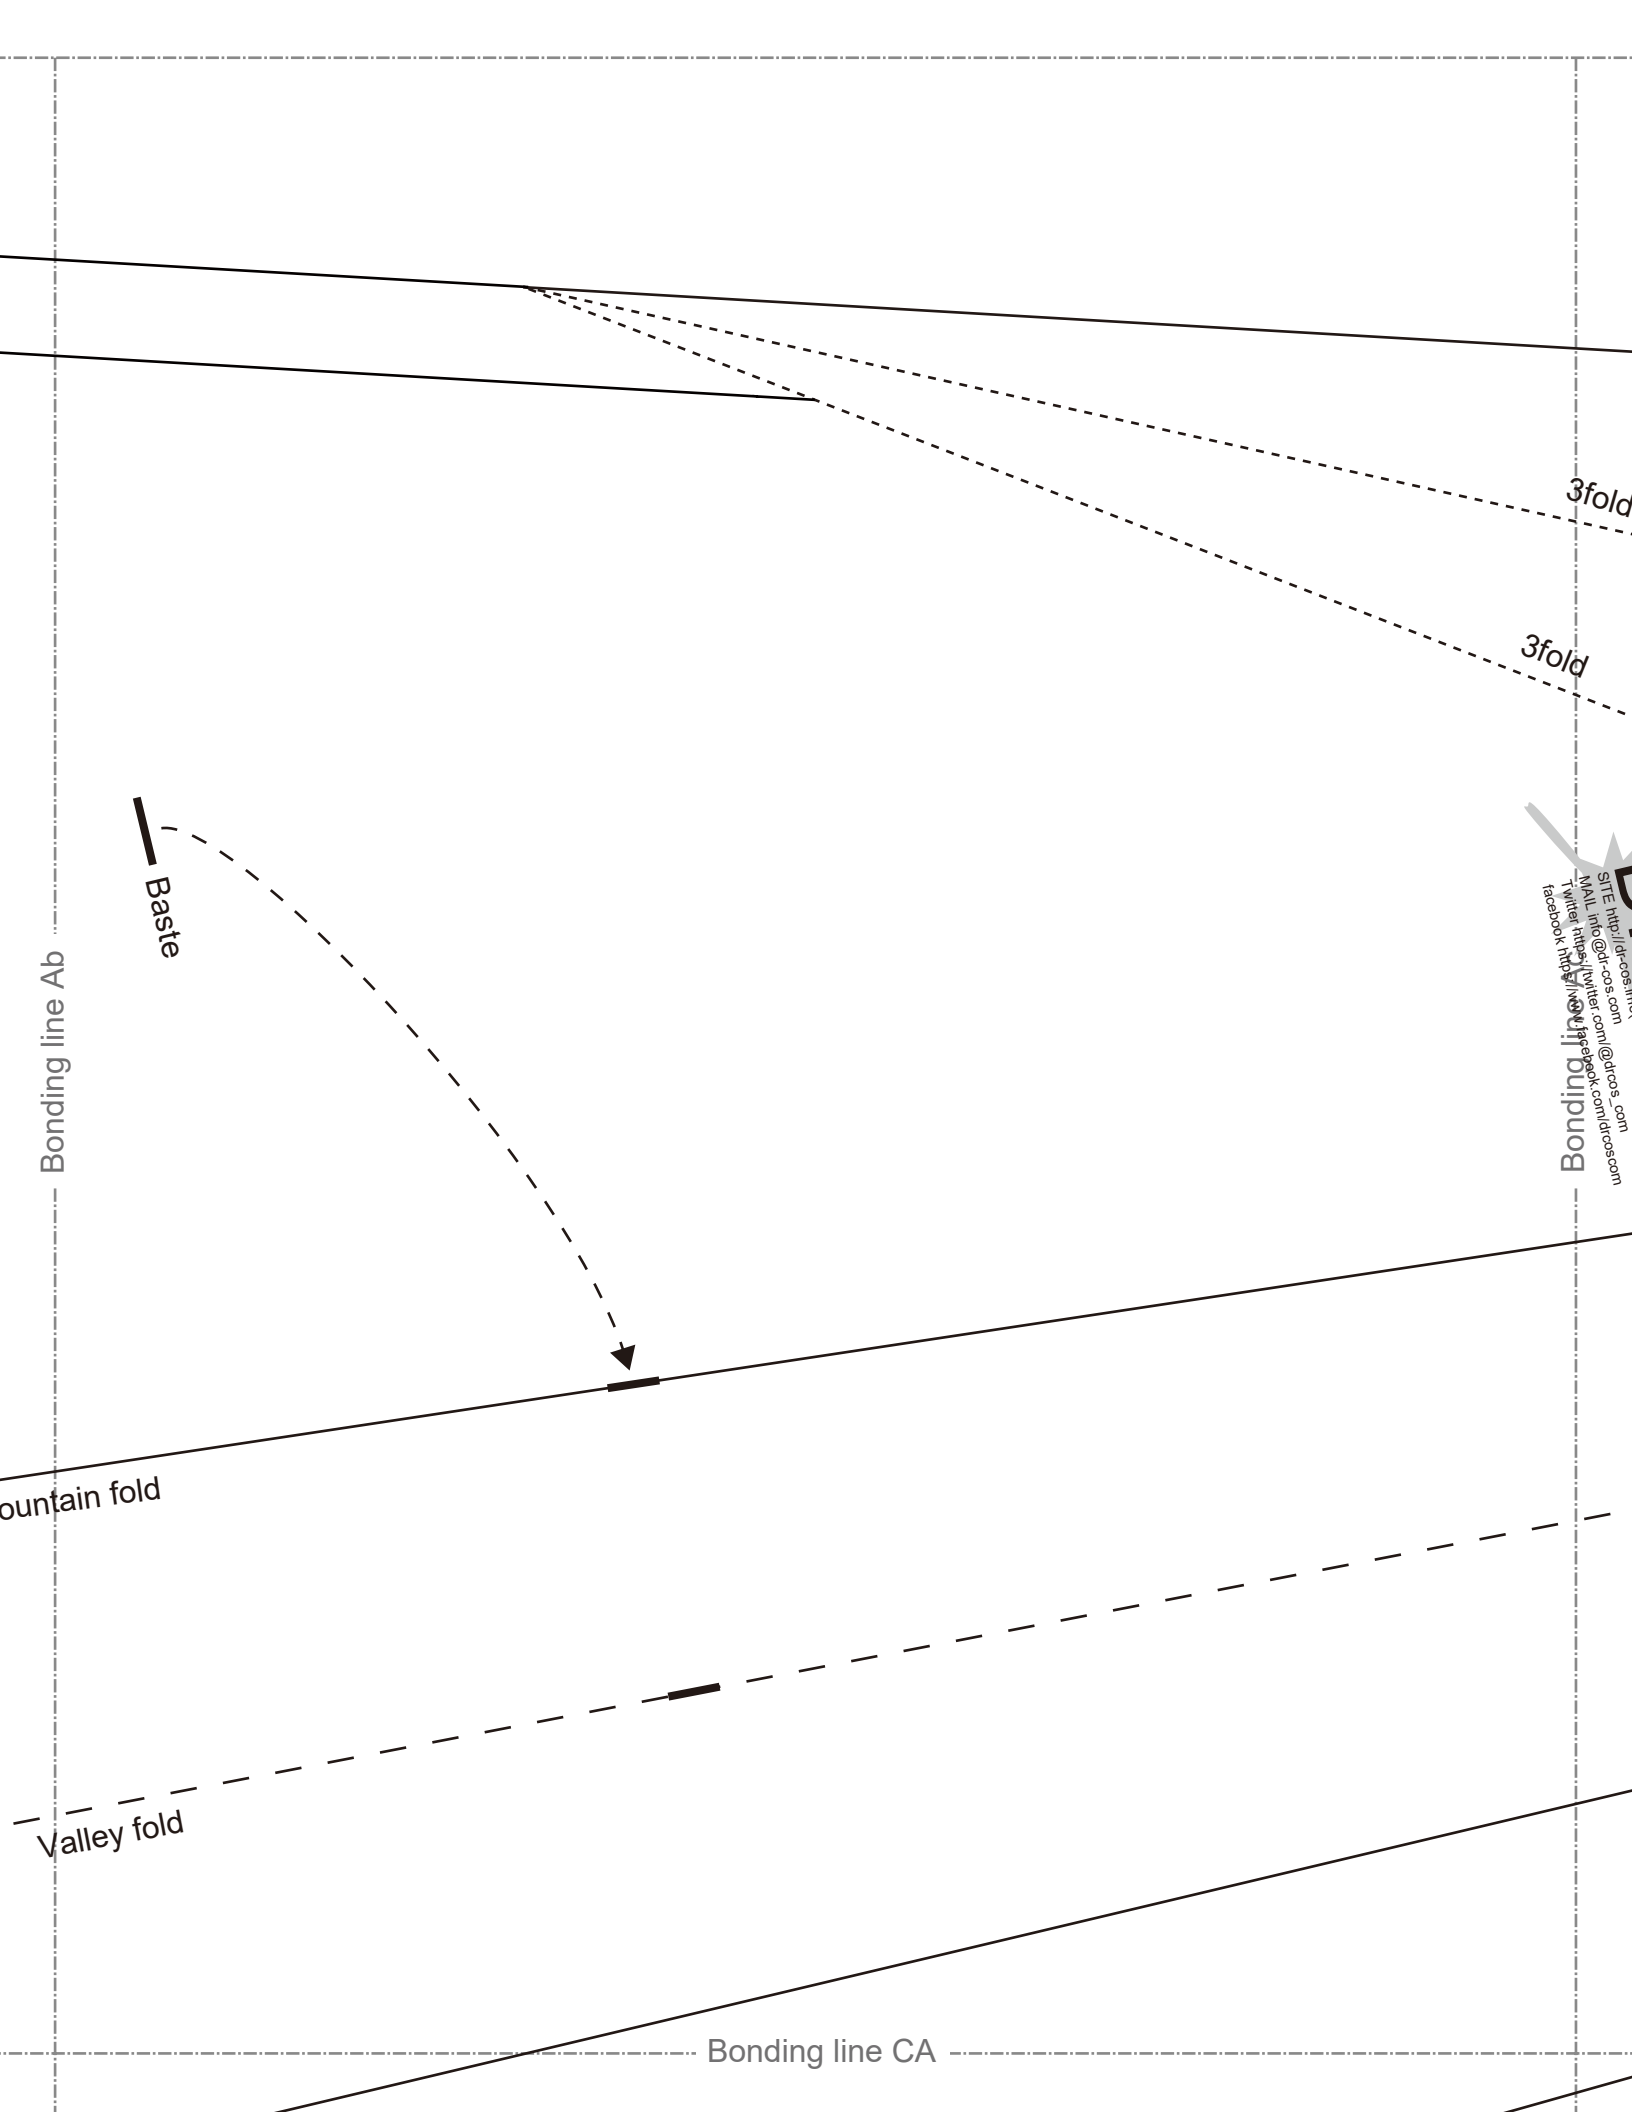 3fold
3fold
Baste
Bonding line Ab
SITE http://dr-cos.info/
MAIL info@dr-cos.com
Twitter https://twitter.com/@drcos_com
facebook https://www.facebook.com/drcoscom
Bonding line
ountain fold
Valley fold
Bonding line CA